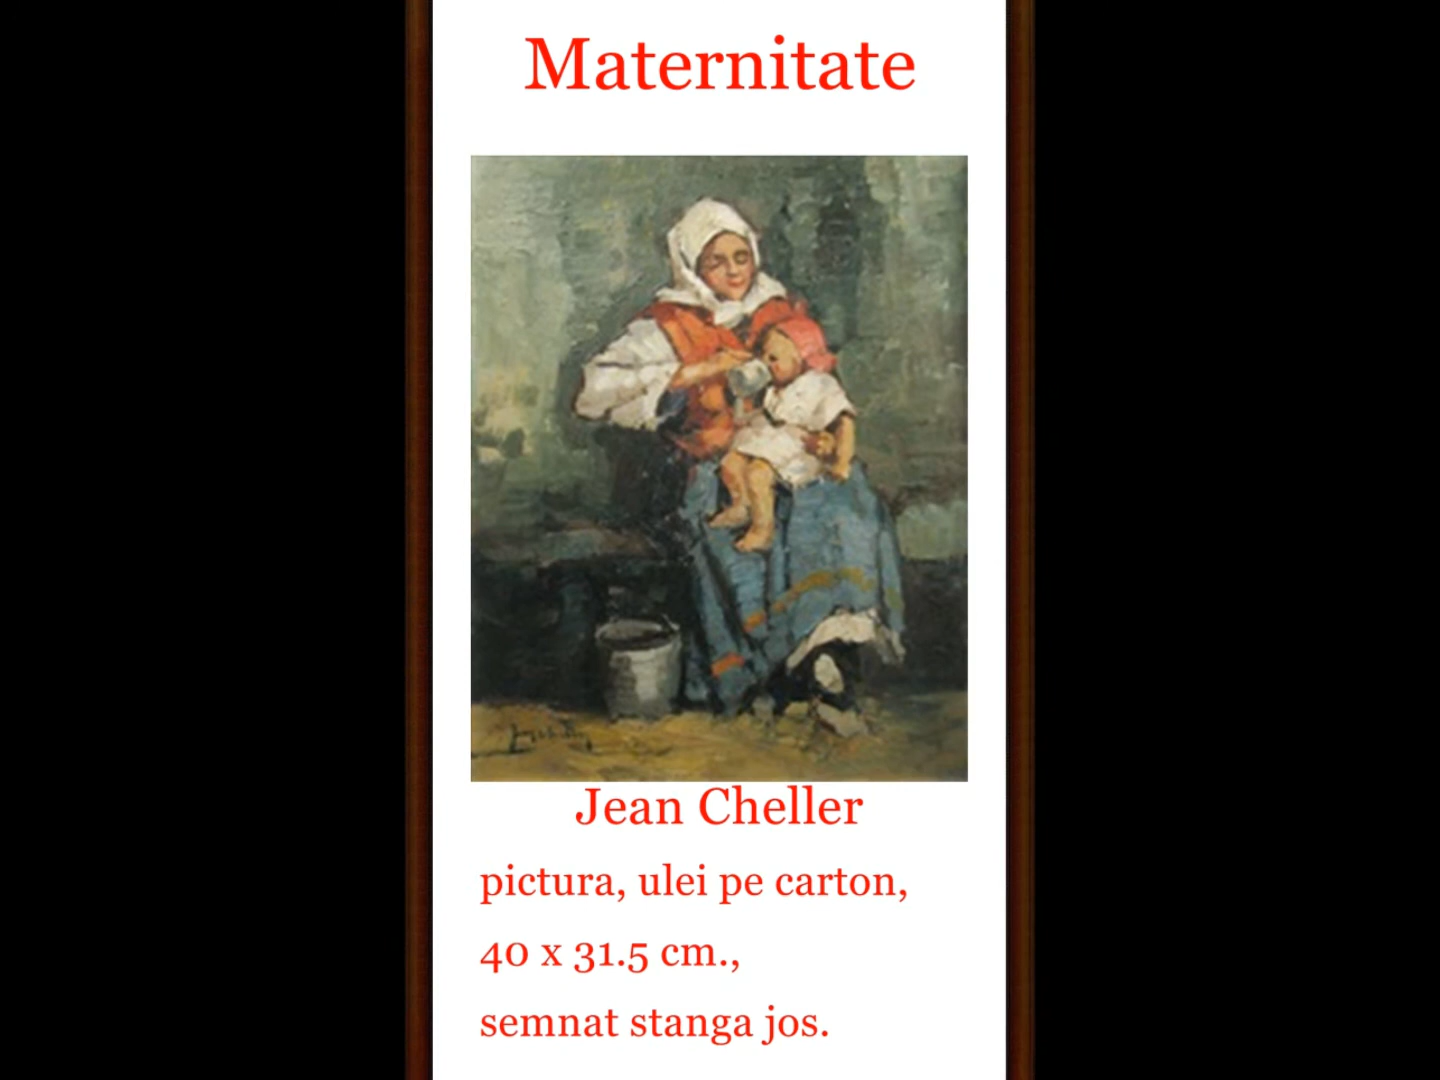 Maternitate
Jean Cheller
pictura, ulei pe carton,
40 x 31.5 cm.,
semnat stanga jos.